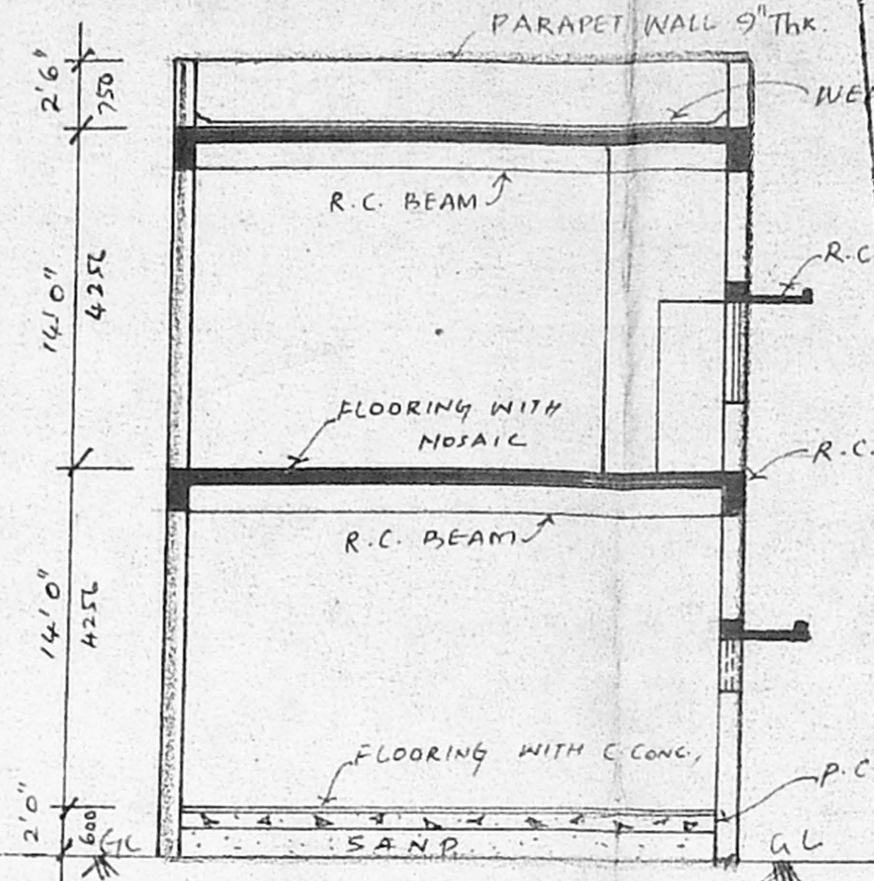 PARAPET WALL 9" Thk.
2'6"
750
R.C. BEAM
R.C.
14'0"
4256
FLOORING WITH
MOSAIC
R.C.
R.C. BEAM
14'0"
4256
FLOORING WITH C.CONC,
P.C
2'0"
600
GL
SAND
GL